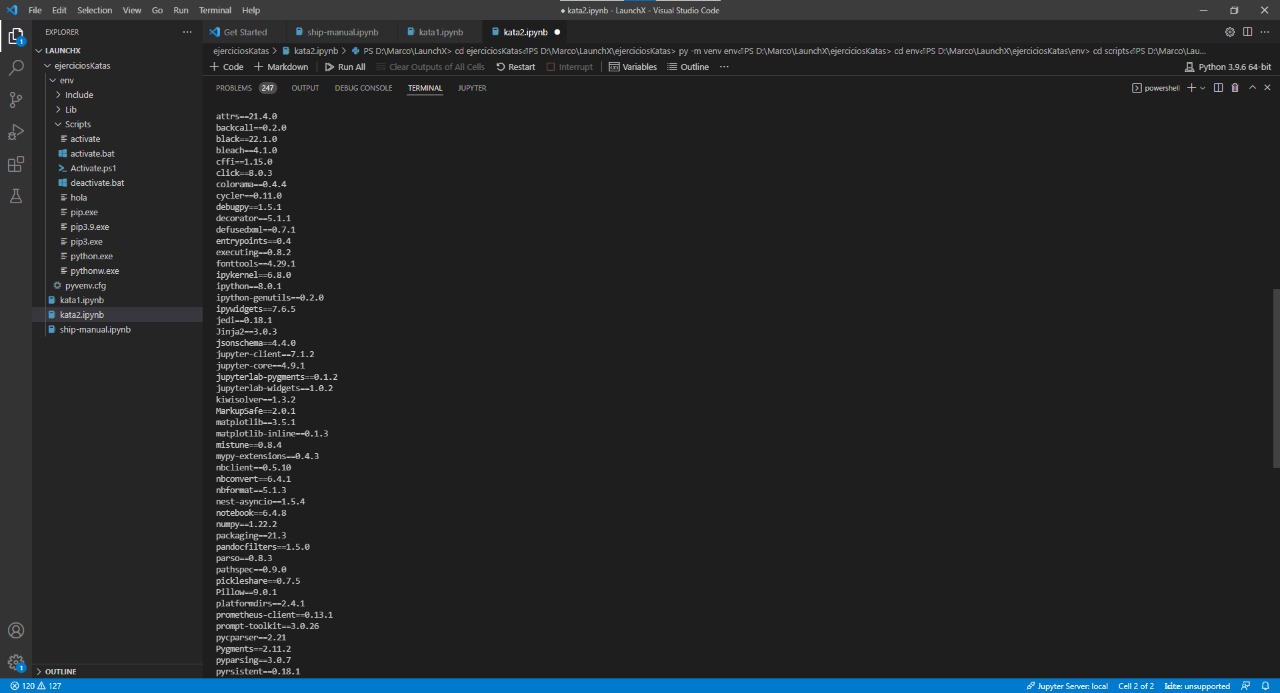 File Edit Selection View Go Run Terminal Help
● kata2.ipynb - LaunchX - Visual Studio Code
EXPLORER
LAUNCHX
ejerciciosKatas
env
Include
Lib
Scripts
activate
activate.bat
Activate.ps1
deactivate.bat
hola
pip.exe
pip3.9.exe
pip3.exe
python.exe
pythonw.exe
pyvenv.cfg
kata1.ipynb
kata2.ipynb
ship-manual.ipynb
OUTLINE
Get Started ship-manual.ipynb kata1.ipynb kata2.ipynb ●
ejerciciosKatas > kata2.ipynb > PS D:\Marco\LaunchX> cd ejerciciosKatas PS D:\Marco\LaunchX\ejerciciosKatas> py -m venv env PS D:\Marco\LaunchX\ejerciciosKatas> cd env PS D:\Marco\LaunchX\ejerciciosKatas\env> cd scripts PS D:\Marco\Lau...
+ Code + Markdown Run All Clear Outputs of All Cells Restart Interrupt Variables Outline ... Python 3.9.6 64-bit
PROBLEMS 247 OUTPUT DEBUG CONSOLE TERMINAL JUPYTER powershell
attrs==21.4.0
backcall==0.2.0
black==22.1.0
bleach==4.1.0
cffi==1.15.0
click==8.0.3
colorama==0.4.4
cycler==0.11.0
debugpy==1.5.1
decorator==5.1.1
defusedxml==0.7.1
entrypoints==0.4
executing==0.8.2
fonttools==4.29.1
ipykernel==6.8.0
ipython==8.0.1
ipython-genutils==0.2.0
ipywidgets==7.6.5
jedi==0.18.1
Jinja2==3.0.3
jsonschema==4.4.0
jupyter-client==7.1.2
jupyter-core==4.9.1
jupyterlab-pygments==0.1.2
jupyterlab-widgets==1.0.2
kiwisolver==1.3.2
MarkupSafe==2.0.1
matplotlib==3.5.1
matplotlib-inline==0.1.3
mistune==0.8.4
mypy-extensions==0.4.3
nbclient==0.5.10
nbconvert==6.4.1
nbformat==5.1.3
nest-asyncio==1.5.4
notebook==6.4.8
numpy==1.22.2
packaging==21.3
pandocfilters==1.5.0
parso==0.8.3
pathspec==0.9.0
pickleshare==0.7.5
Pillow==9.0.1
platformdirs==2.4.1
prometheus-client==0.13.1
prompt-toolkit==3.0.26
pycparser==2.21
Pygments==2.11.2
pyparsing==3.0.7
pyrsistent==0.18.1
120 127 Jupyter Server: local Cell 2 of 2 kite: unsupported